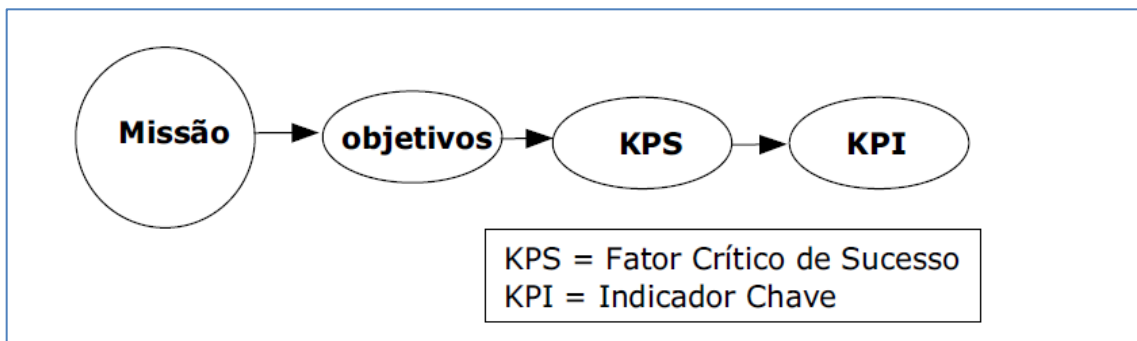 Missão
objetivos
KPS
KPI
KPS = Fator Crítico de Sucesso
KPI = Indicador Chave